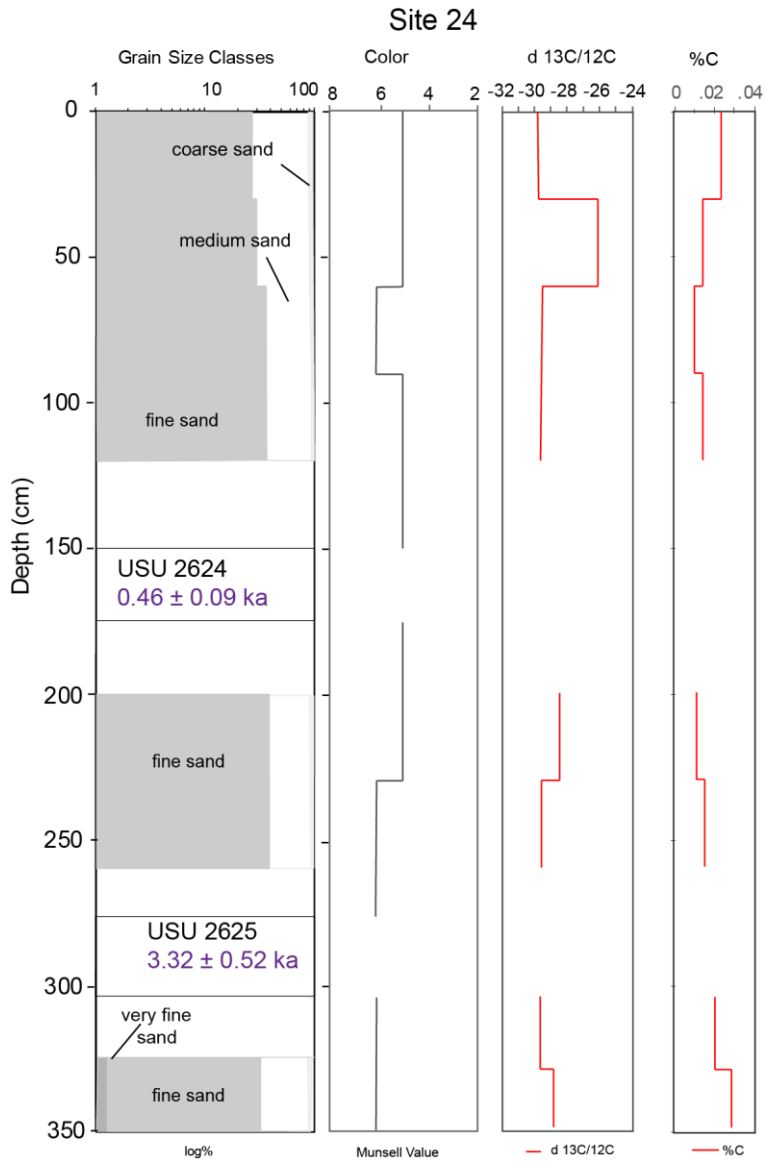 Site 24
Grain Size Classes
Color
d 13C/12C
%C
1 10 100
8 6 4 2
-32 -30 -28 -26 -24
0 .02 .04
0
coarse sand
medium sand
50
100
fine sand
Depth (cm)
150
USU 2624
0.46 ± 0.09 ka
200
fine sand
250
USU 2625
3.32 ± 0.52 ka
300
very fine
sand
fine sand
350
log%
Munsell Value
d 13C/12C
%C